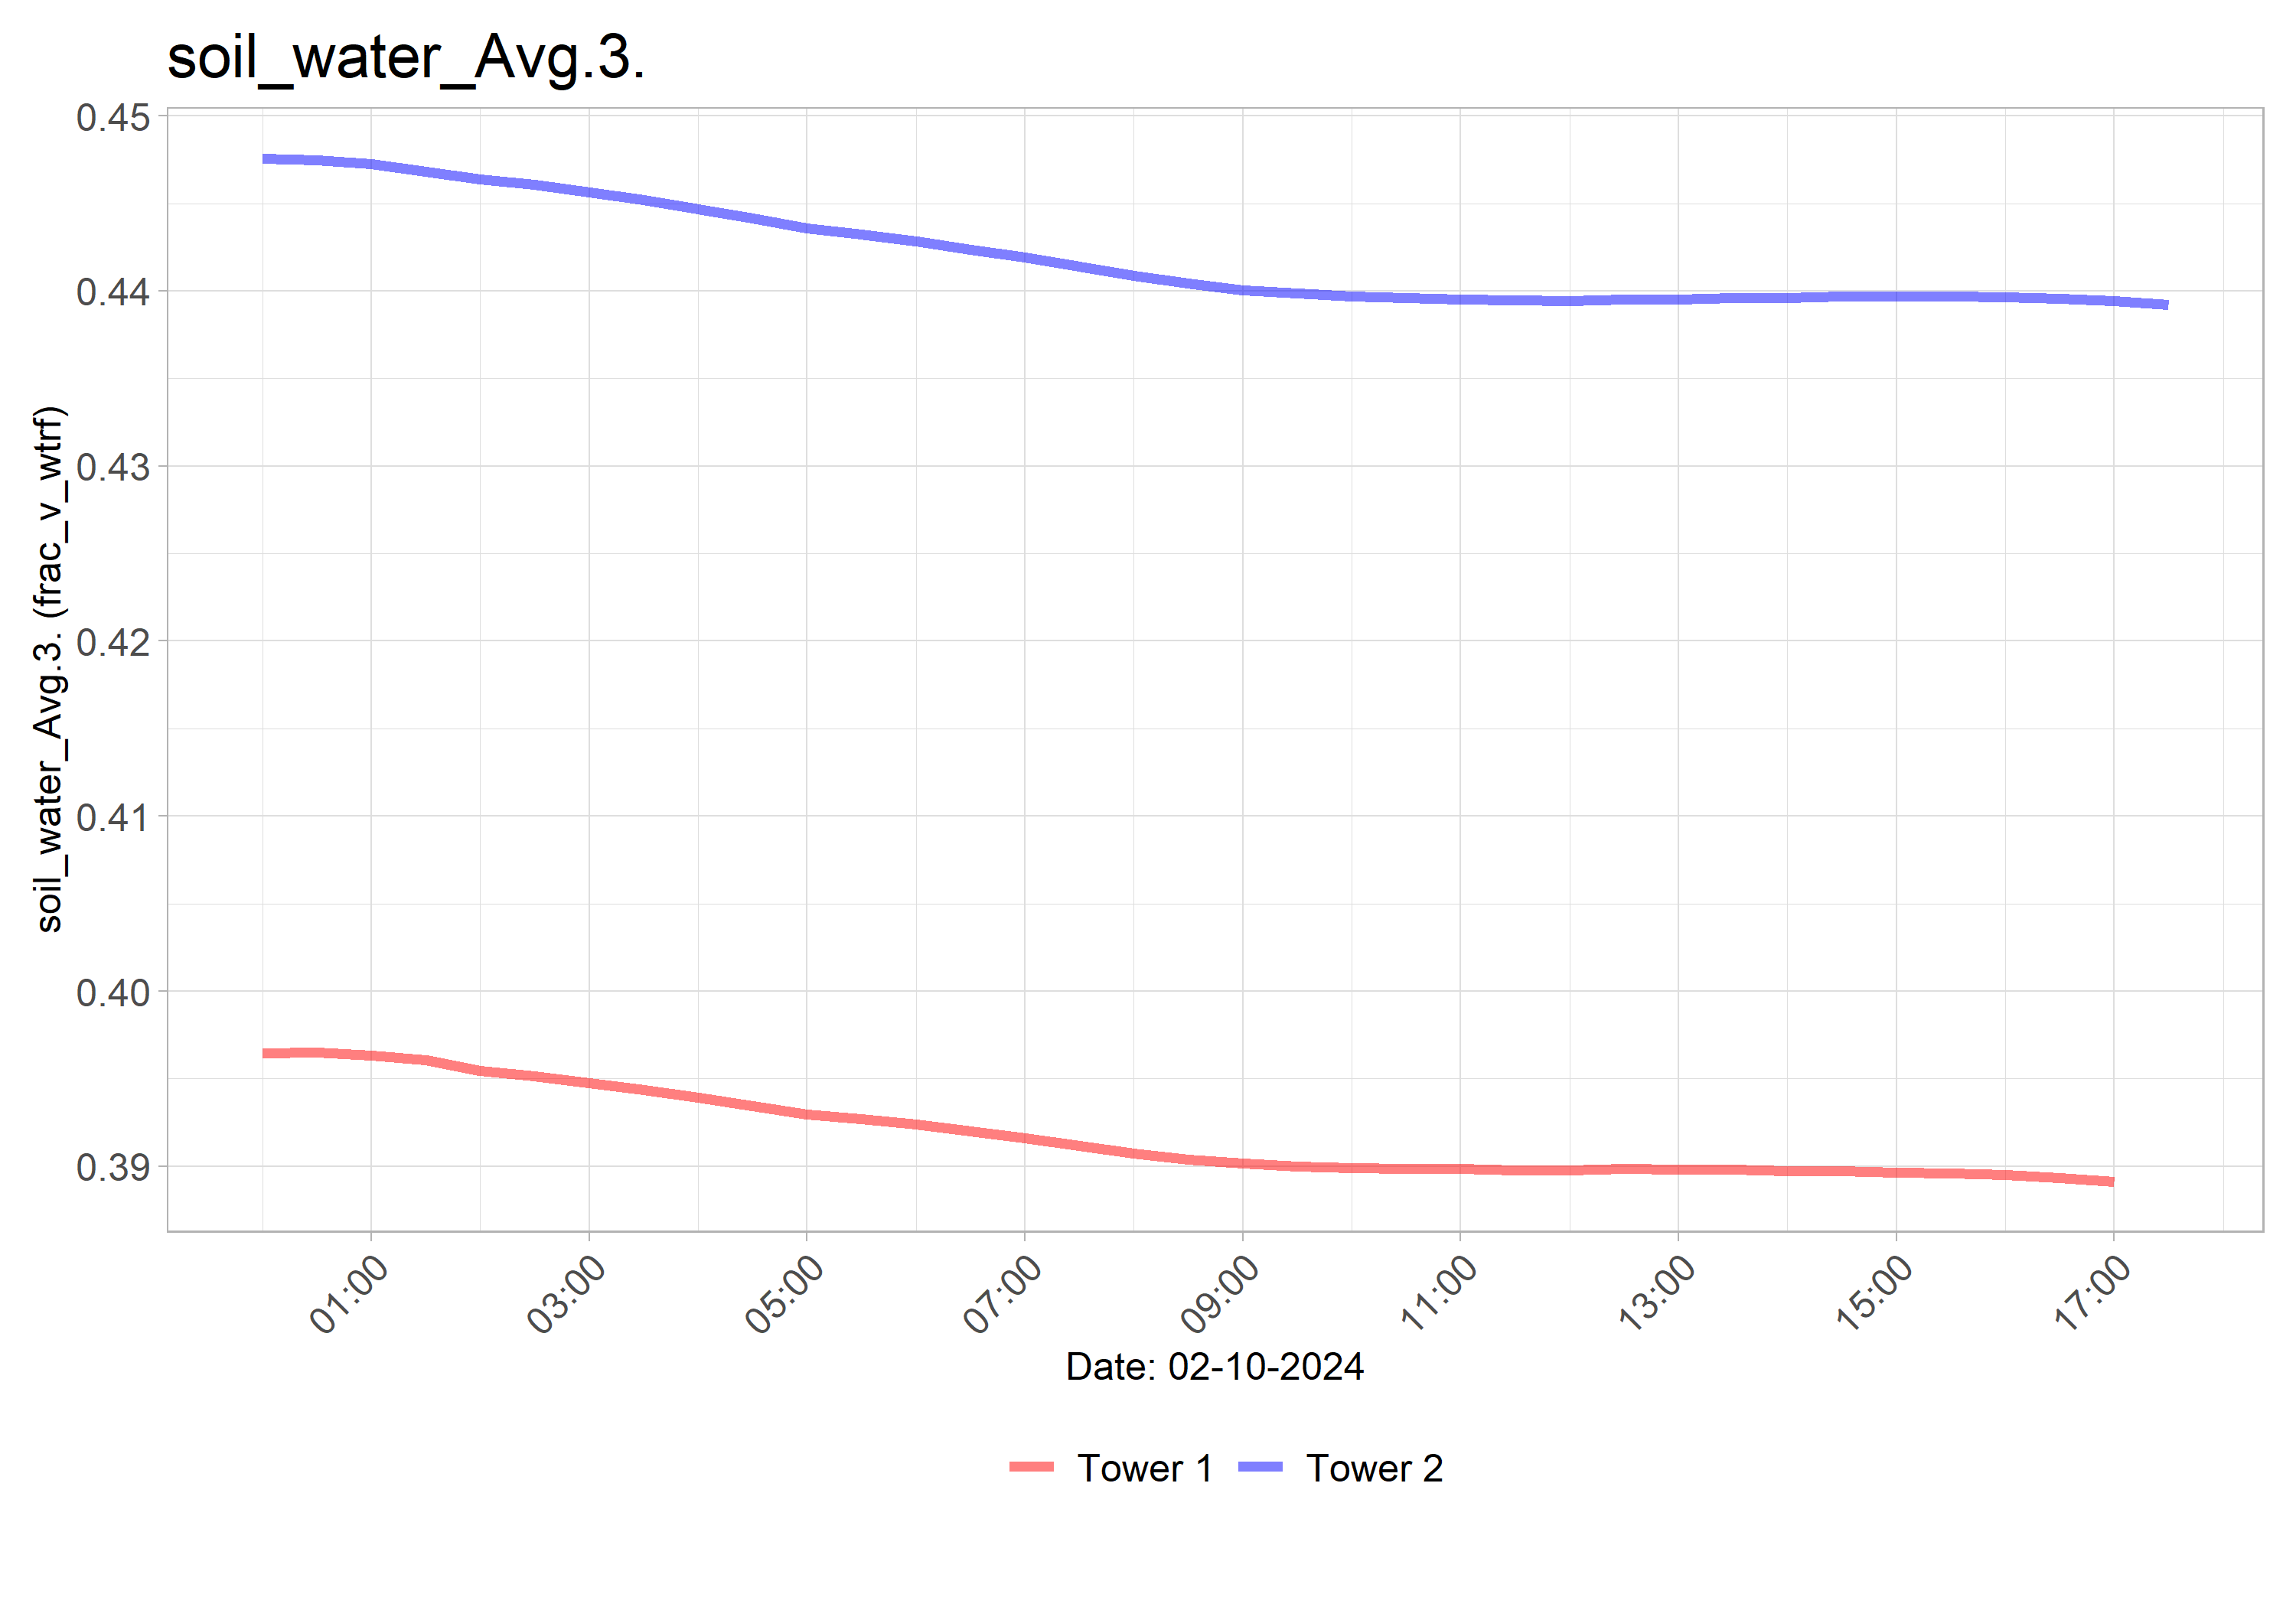 soil_water_Avg.3.
soil_water_Avg.3. (frac_v_wtrf)
0.45
0.44
0.43
0.42
0.41
0.40
0.39
01:00 03:00 05:00 07:00 09:00 11:00 13:00 15:00 17:00
Date: 02-10-2024
Tower 1 Tower 2